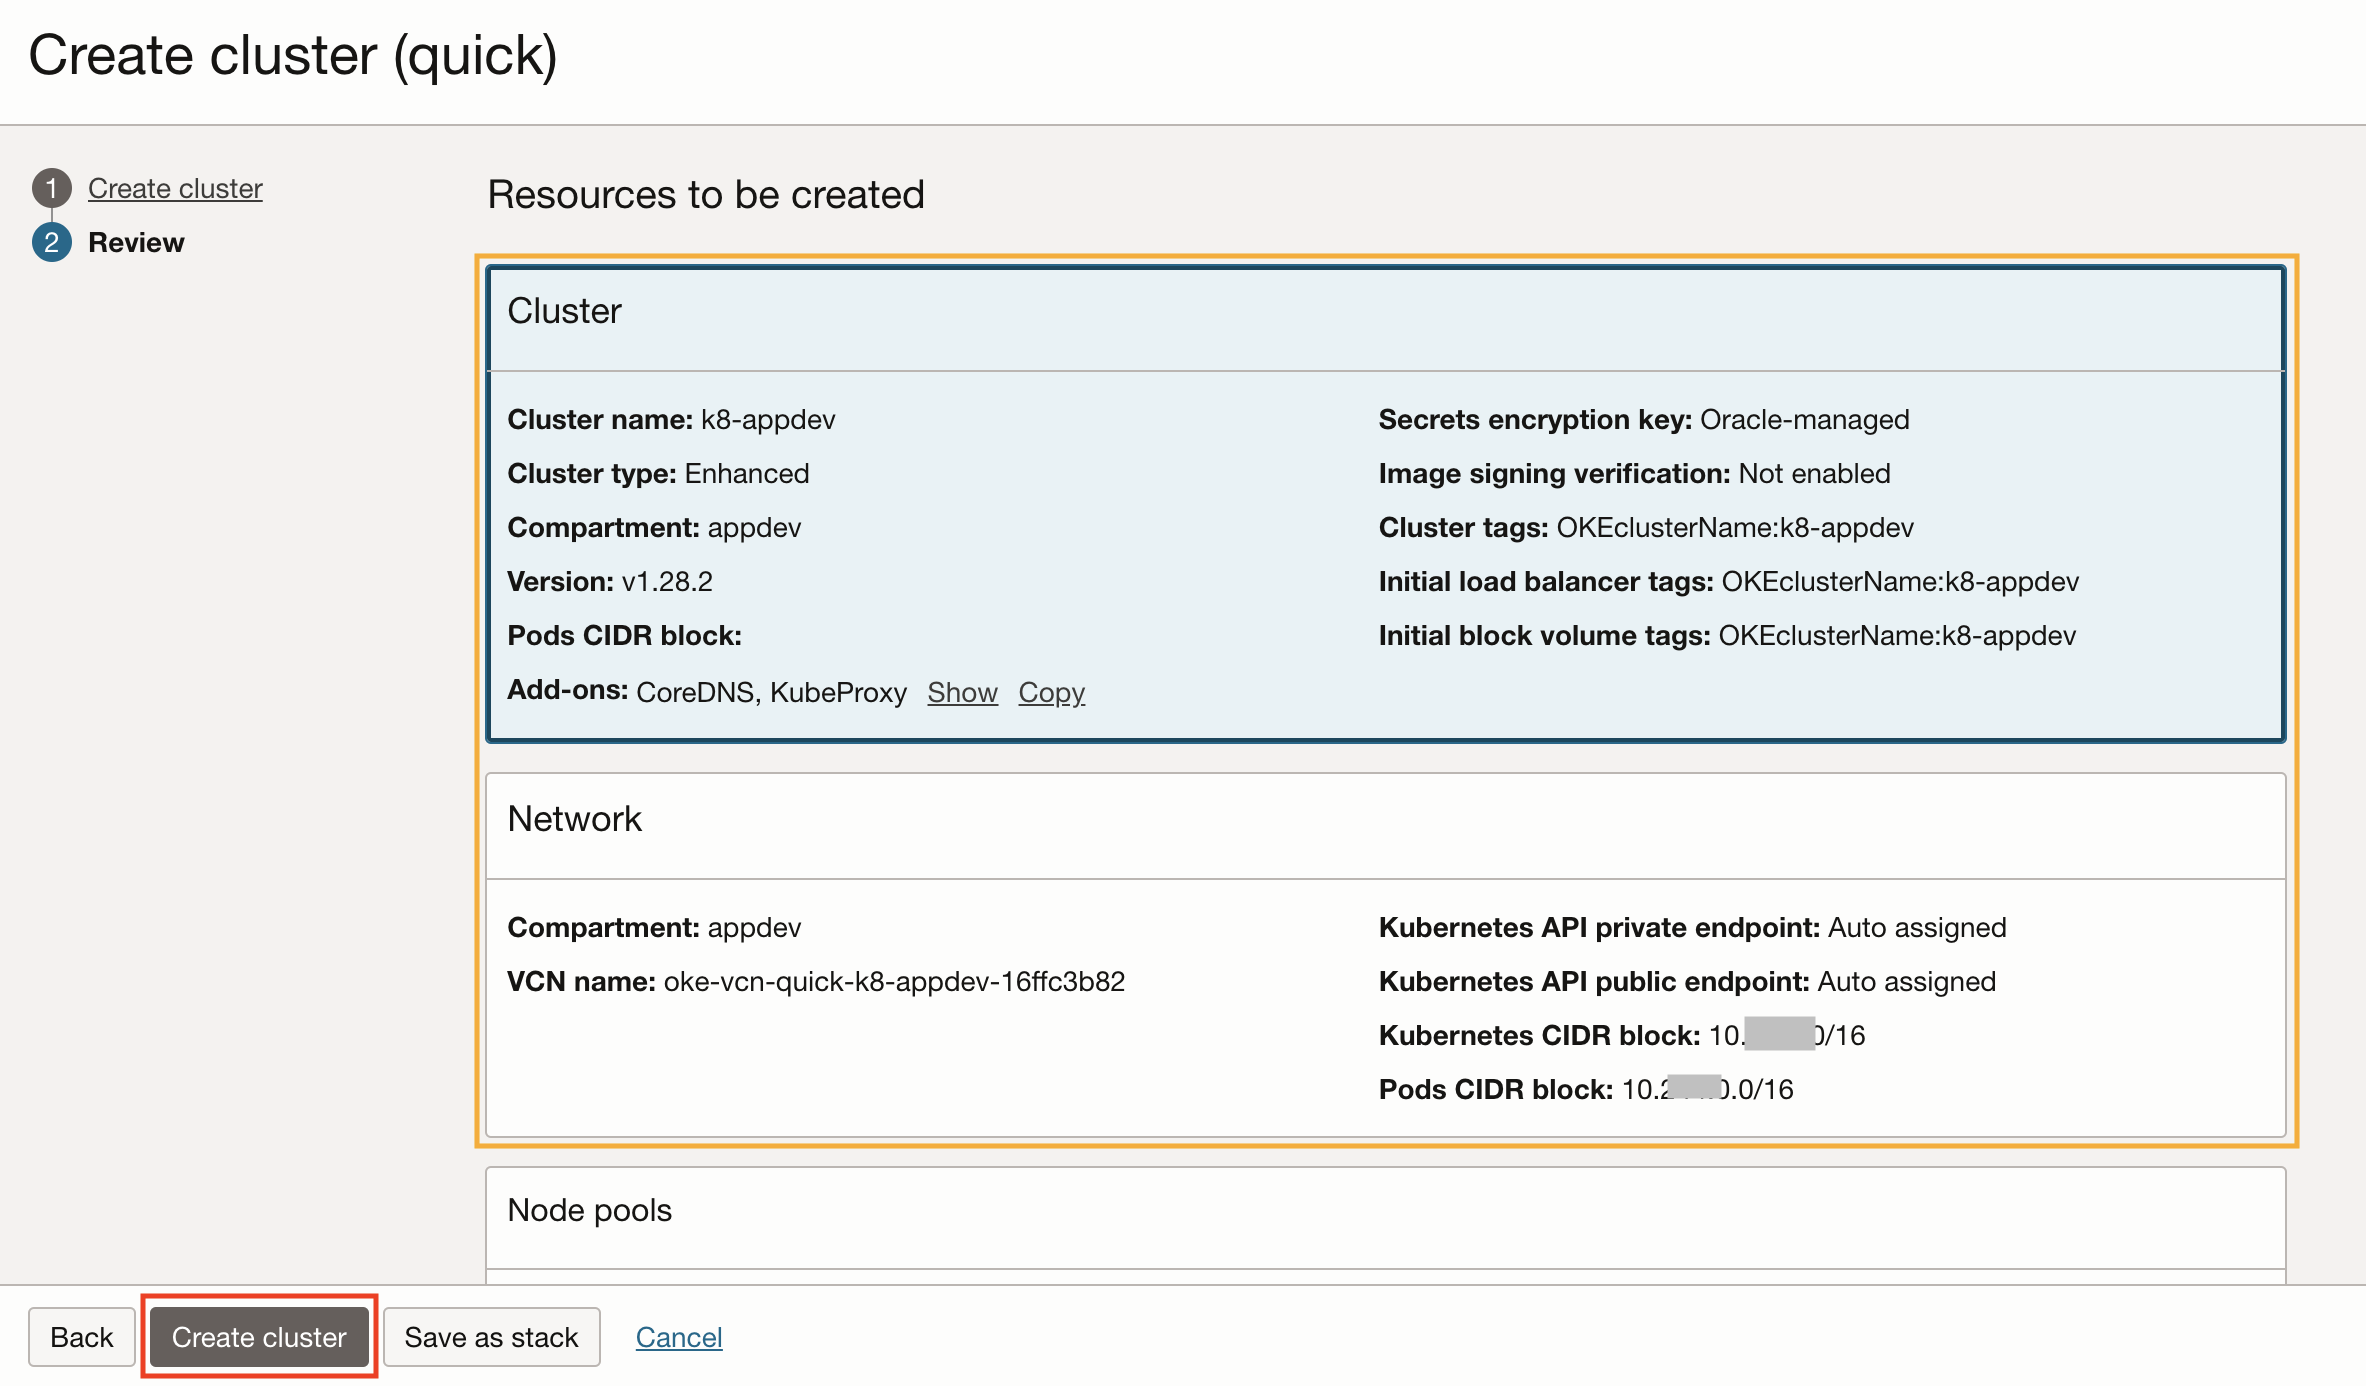 Create cluster (quick)
1 Create cluster
2 Review
Resources to be created
Cluster
Cluster name: k8-appdev
Cluster type: Enhanced
Compartment: appdev
Version: v1.28.2
Pods CIDR block:
Add-ons: CoreDNS, KubeProxy Show Copy
Secrets encryption key: Oracle-managed
Image signing verification: Not enabled
Cluster tags: OKEclusterName:k8-appdev
Initial load balancer tags: OKEclusterName:k8-appdev
Initial block volume tags: OKEclusterName:k8-appdev
Network
Compartment: appdev
VCN name: oke-vcn-quick-k8-appdev-16ffc3b82
Kubernetes API private endpoint: Auto assigned
Kubernetes API public endpoint: Auto assigned
Kubernetes CIDR block: 10. 0/16
Pods CIDR block: 10.2 0.0/16
Node pools
Back Create cluster Save as stack Cancel